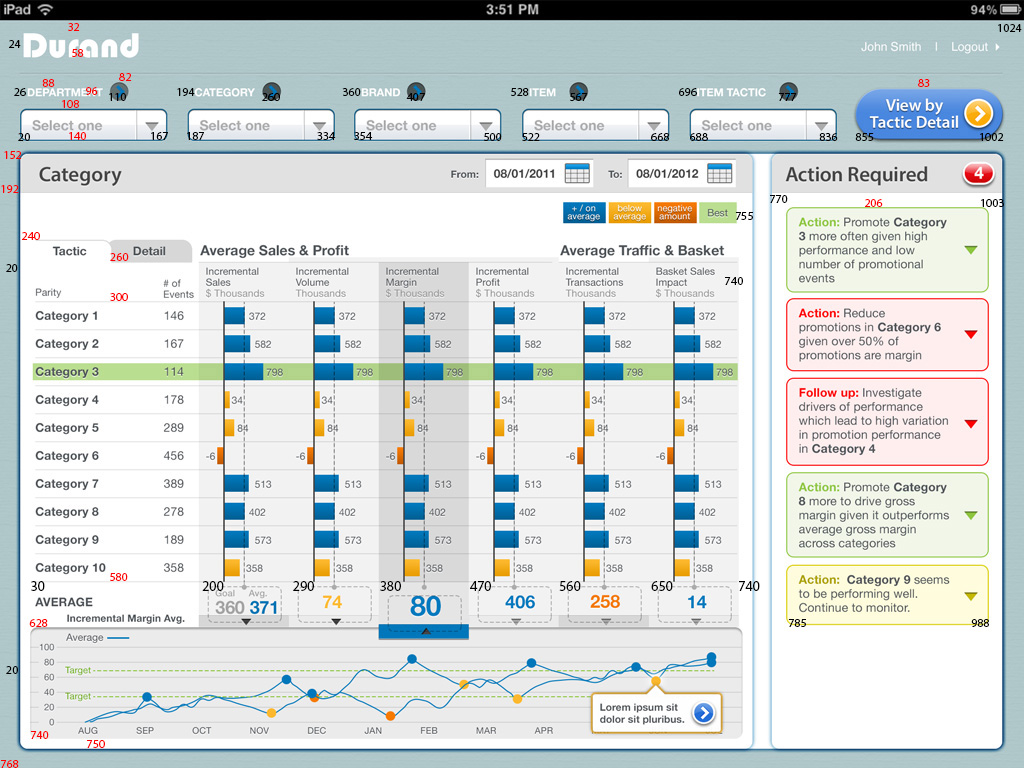 iPad 3:51 PM 94%
1024
32
24 Durand
58
John Smith | Logout
88 82 83
26 DEPARTMENT 96 110 194 CATEGORY 260 360 BRAND 407 528 ITEM 567 696 ITEM TACTIC 777
108
Select one Select one Select one Select one Select one
View by
Tactic Detail
20 140 167 187 334 354 500 522 668 688 836 855 1002
152
Category
From: 08/01/2011 To: 08/01/2012
192
+ / on average
below average
negative amount
Best 755
240
Tactic Detail
260
20
Average Sales & Profit Average Traffic & Basket
Parity
# of Events
Incremental Sales
$ Thousands
Incremental Volume
Thousands
Incremental Margin
$ Thousands
Incremental Profit
$ Thousands
Incremental Transactions
Thousands
Basket Sales Impact
$ Thousands
740
300
Category 1 146 372 372 372 372 372 372
Category 2 167 582 582 582 582 582 582
Category 3 114 798 798 798 798 798 798
Category 4 178 34 34 34 34 34 34
Category 5 289 84 84 84 84 84 84
Category 6 456 -6 -6 -6 -6 -6 -6
Category 7 389 513 513 513 513 513 513
Category 8 278 402 402 402 402 402 402
Category 9 189 573 573 573 573 573 573
Category 10 358 358 358 358 358 358 358
580
30 200 290 380 470 560 650 740
AVERAGE
Goal Avg.
360 371 74 80 406 258 14
Incremental Margin Avg.
628
Average
100
80
60
40
20
0
Target
Target
20
AUG SEP OCT NOV DEC JAN FEB MAR APR
Lorem ipsum sit
dolor sit pluribus.
740
750
768
Action Required 4
770 206 1003
Action: Promote Category
3 more often given high
performance and low
number of promotional
events
Action: Reduce
promotions in Category 6
given over 50% of
promotions are margin
Follow up: Investigate
drivers of performance
which lead to high variation
in promotion performance
in Category 4
Action: Promote Category
8 more to drive gross
margin given it outperforms
average gross margin
across categories
Action: Category 9 seems
to be performing well.
Continue to monitor.
785 988